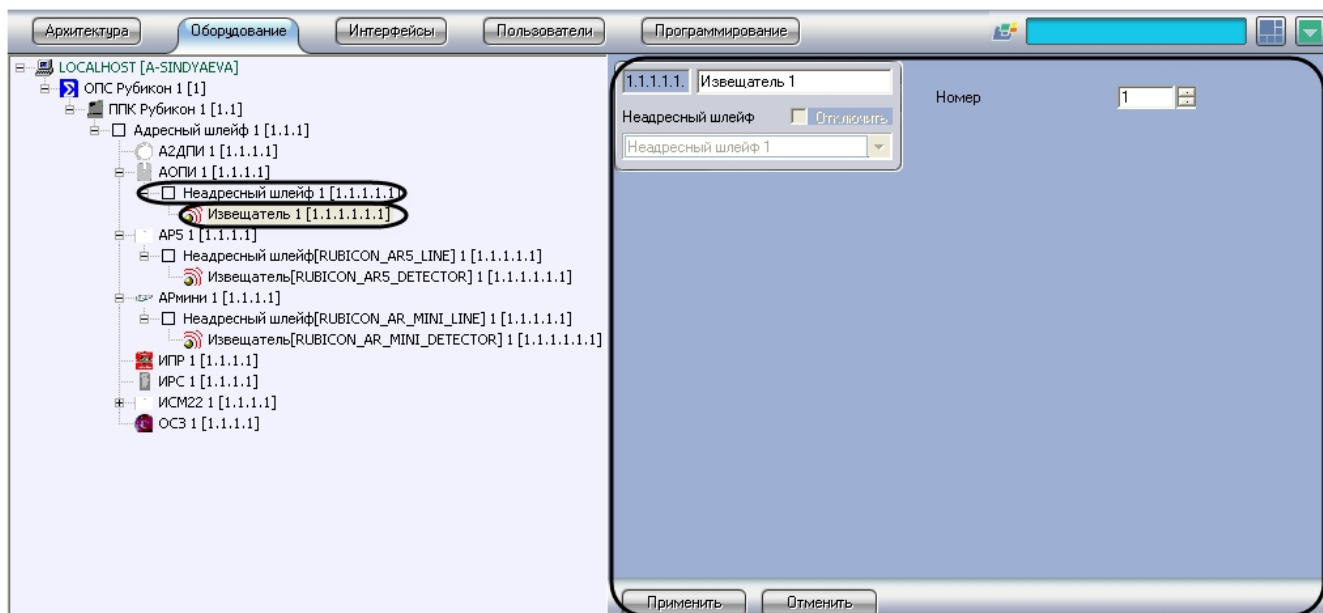 Архитектура Оборудование Интерфейсы Пользователи Программирование
LOCALHOST [A-SINDYAEVA]
ОПС Рубикон 1 [1]
ППК Рубикон 1 [1.1]
Адресный шлейф 1 [1.1.1]
А2ДПИ 1 [1.1.1.1]
АОПИ 1 [1.1.1.1]
Неадресный шлейф 1 [1.1.1.1.1]
Извещатель 1 [1.1.1.1.1.1]
АР5 1 [1.1.1.1]
Неадресный шлейф[RUBICON_AR5_LINE] 1 [1.1.1.1.1]
Извещатель[RUBICON_AR5_DETECTOR] 1 [1.1.1.1.1.1]
АРмини 1 [1.1.1.1]
Неадресный шлейф[RUBICON_AR_MINI_LINE] 1 [1.1.1.1.1]
Извещатель[RUBICON_AR_MINI_DETECTOR] 1 [1.1.1.1.1.1]
ИПР 1 [1.1.1.1]
ИРС 1 [1.1.1.1]
ИСМ22 1 [1.1.1.1]
ОСЗ 1 [1.1.1.1]
1.1.1.1.1. Извещатель 1
Неадресный шлейф Отключить
Неадресный шлейф 1
Номер 1
Применить Отменить